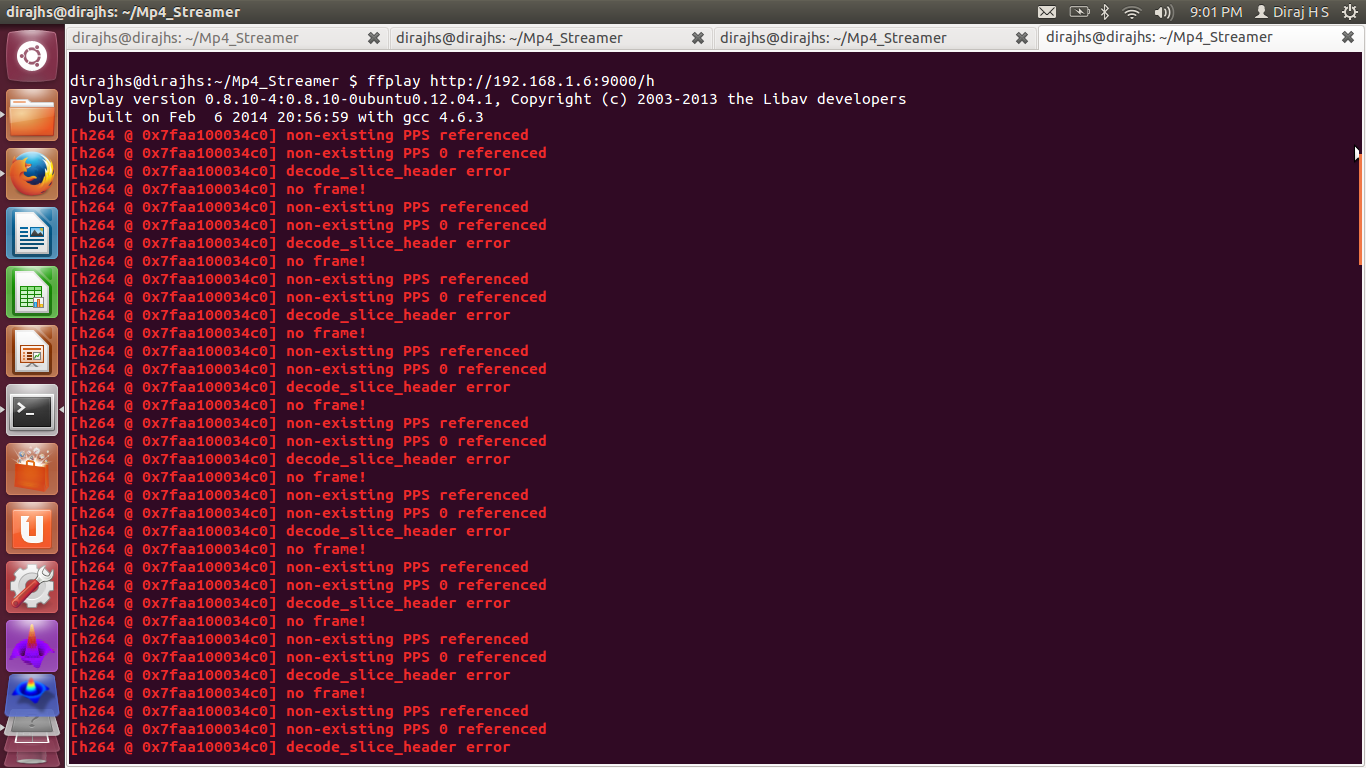 dirajhs@dirajhs: ~/Mp4_Streamer
9:01 PM
Diraj H S
dirajhs@dirajhs: ~/Mp4_Streamer
dirajhs@dirajhs: ~/Mp4_Streamer
dirajhs@dirajhs: ~/Mp4_Streamer
dirajhs@dirajhs: ~/Mp4_Streamer
dirajhs@dirajhs:~/Mp4_Streamer $ ffplay http://192.168.1.6:9000/h
avplay version 0.8.10-4:0.8.10-0ubuntu0.12.04.1, Copyright (c) 2003-2013 the Libav developers
built on Feb  6 2014 20:56:59 with gcc 4.6.3
[h264 @ 0x7faa100034c0] non-existing PPS referenced
[h264 @ 0x7faa100034c0] non-existing PPS 0 referenced
[h264 @ 0x7faa100034c0] decode_slice_header error
[h264 @ 0x7faa100034c0] no frame!
[h264 @ 0x7faa100034c0] non-existing PPS referenced
[h264 @ 0x7faa100034c0] non-existing PPS 0 referenced
[h264 @ 0x7faa100034c0] decode_slice_header error
[h264 @ 0x7faa100034c0] no frame!
[h264 @ 0x7faa100034c0] non-existing PPS referenced
[h264 @ 0x7faa100034c0] non-existing PPS 0 referenced
[h264 @ 0x7faa100034c0] decode_slice_header error
[h264 @ 0x7faa100034c0] no frame!
[h264 @ 0x7faa100034c0] non-existing PPS referenced
[h264 @ 0x7faa100034c0] non-existing PPS 0 referenced
[h264 @ 0x7faa100034c0] decode_slice_header error
[h264 @ 0x7faa100034c0] no frame!
[h264 @ 0x7faa100034c0] non-existing PPS referenced
[h264 @ 0x7faa100034c0] non-existing PPS 0 referenced
[h264 @ 0x7faa100034c0] decode_slice_header error
[h264 @ 0x7faa100034c0] no frame!
[h264 @ 0x7faa100034c0] non-existing PPS referenced
[h264 @ 0x7faa100034c0] non-existing PPS 0 referenced
[h264 @ 0x7faa100034c0] decode_slice_header error
[h264 @ 0x7faa100034c0] no frame!
[h264 @ 0x7faa100034c0] non-existing PPS referenced
[h264 @ 0x7faa100034c0] non-existing PPS 0 referenced
[h264 @ 0x7faa100034c0] decode_slice_header error
[h264 @ 0x7faa100034c0] no frame!
[h264 @ 0x7faa100034c0] non-existing PPS referenced
[h264 @ 0x7faa100034c0] non-existing PPS 0 referenced
[h264 @ 0x7faa100034c0] decode_slice_header error
[h264 @ 0x7faa100034c0] no frame!
[h264 @ 0x7faa100034c0] non-existing PPS referenced
[h264 @ 0x7faa100034c0] non-existing PPS 0 referenced
[h264 @ 0x7faa100034c0] decode_slice_header error